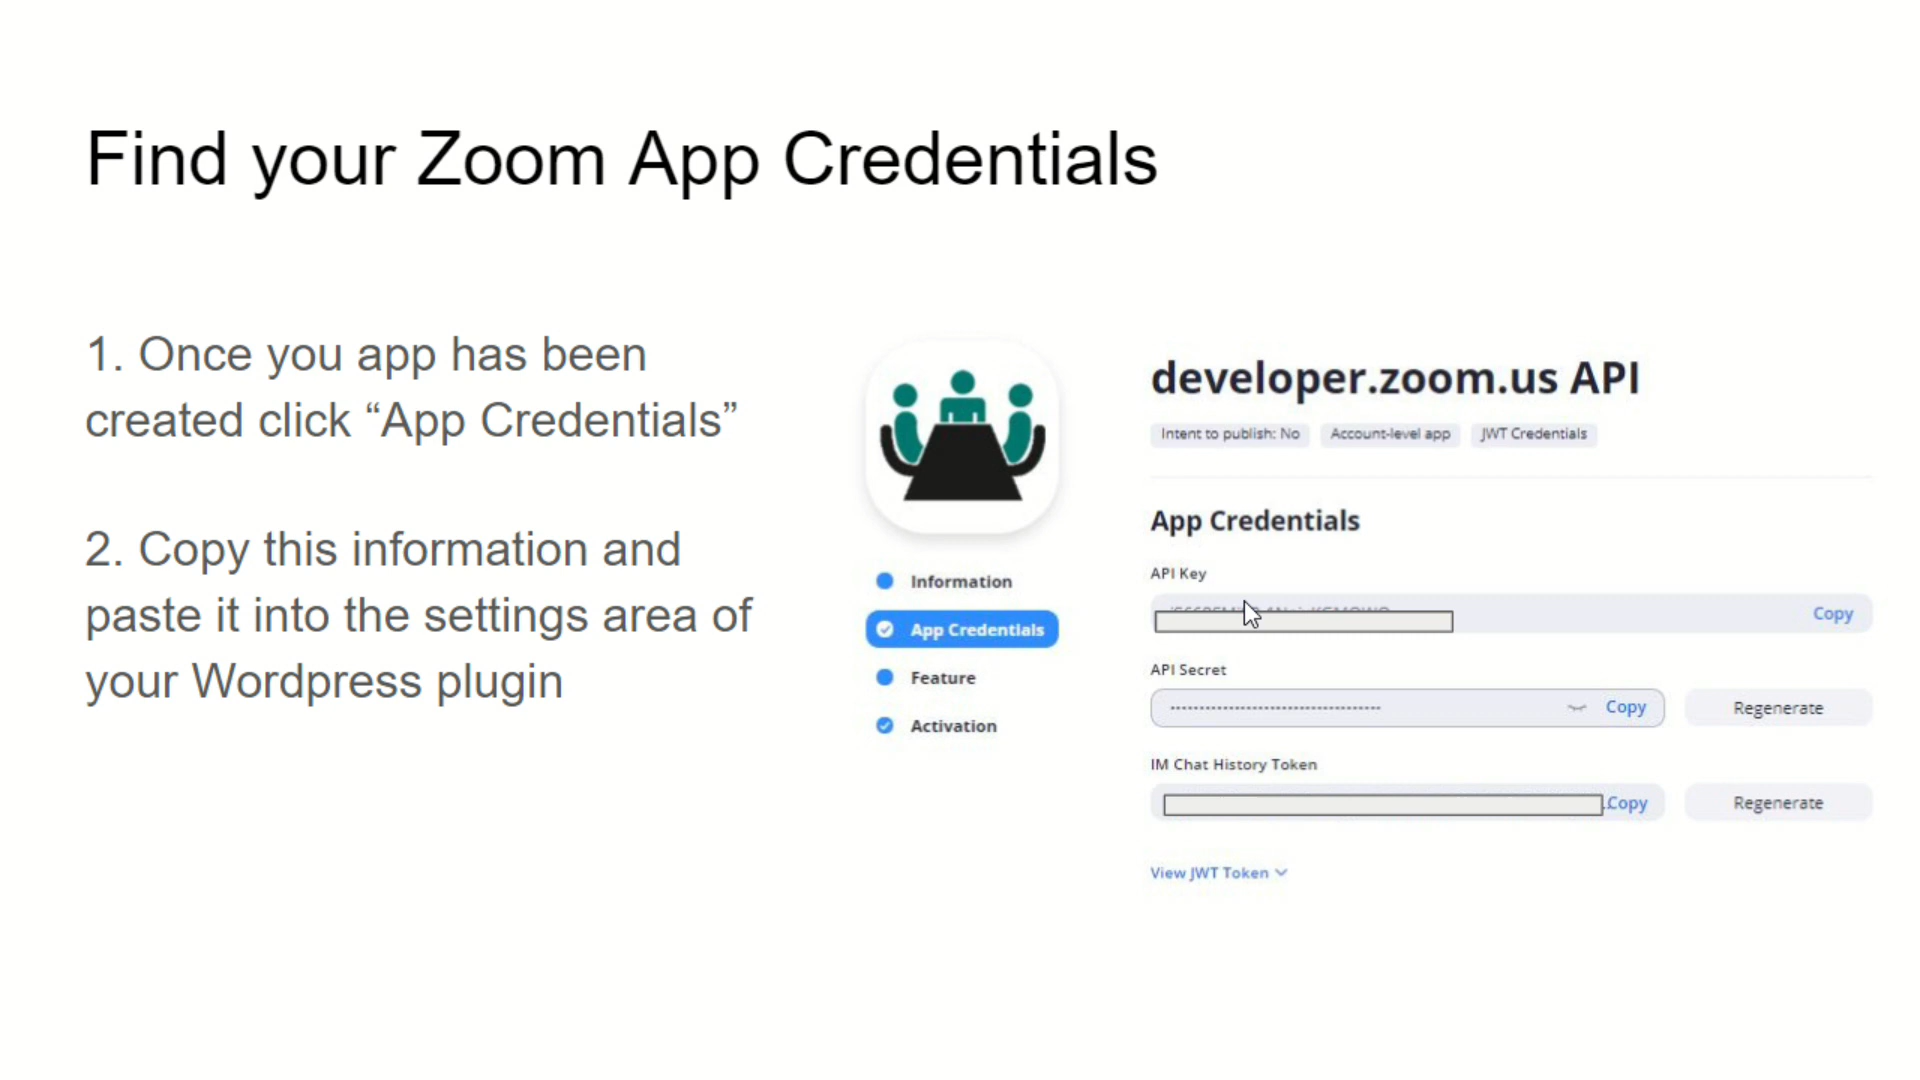 Find your Zoom App Credentials
1. Once you app has been
created click “App Credentials”
2. Copy this information and
paste it into the settings area of
your Wordpress plugin
Information
App Credentials
Feature
Activation
developer.zoom.us API
Intent to publish: No
Account-level app
JWT Credentials
App Credentials
API Key
Copy
API Secret
Copy
Regenerate
IM Chat History Token
Copy
Regenerate
View JWT Token